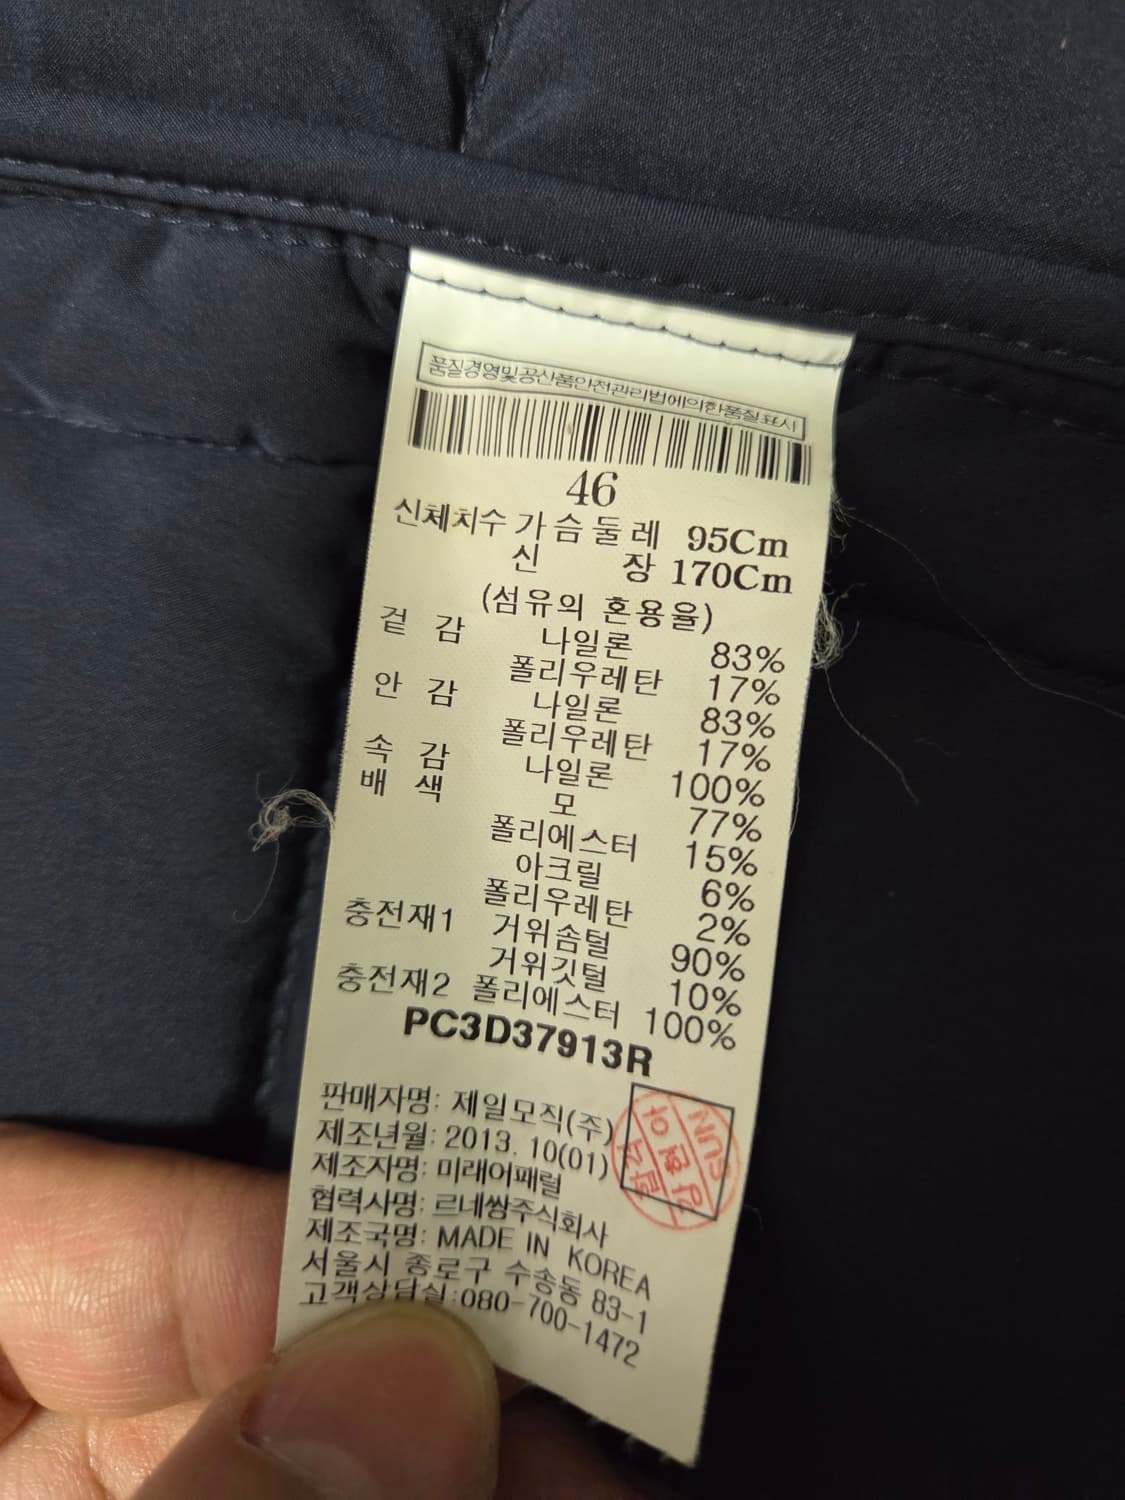 품질경영및공산품안전관리법에의한품질표시
46
신체치수 가슴둘레 95Cm
신 장 170Cm
(섬유의 혼용율)
겉 감 나일론 83%
폴리우레탄 17%
안 감 나일론 83%
폴리우레탄 17%
속 감 나일론 100%
배 색 모 77%
폴리에스터 15%
아크릴 6%
폴리우레탄 2%
충전재1 거위솜털 90%
거위깃털 10%
충전재2 폴리에스터 100%
PC3D37913R
판매자명: 제일모직(주)
제조년월: 2013. 10(01)
제조자명: 미래어패럴
협력사명: 르네쌍주식회사
제조국명: MADE IN KOREA
서울시 종로구 수송동 83-1
고객상담실:080-700-1472